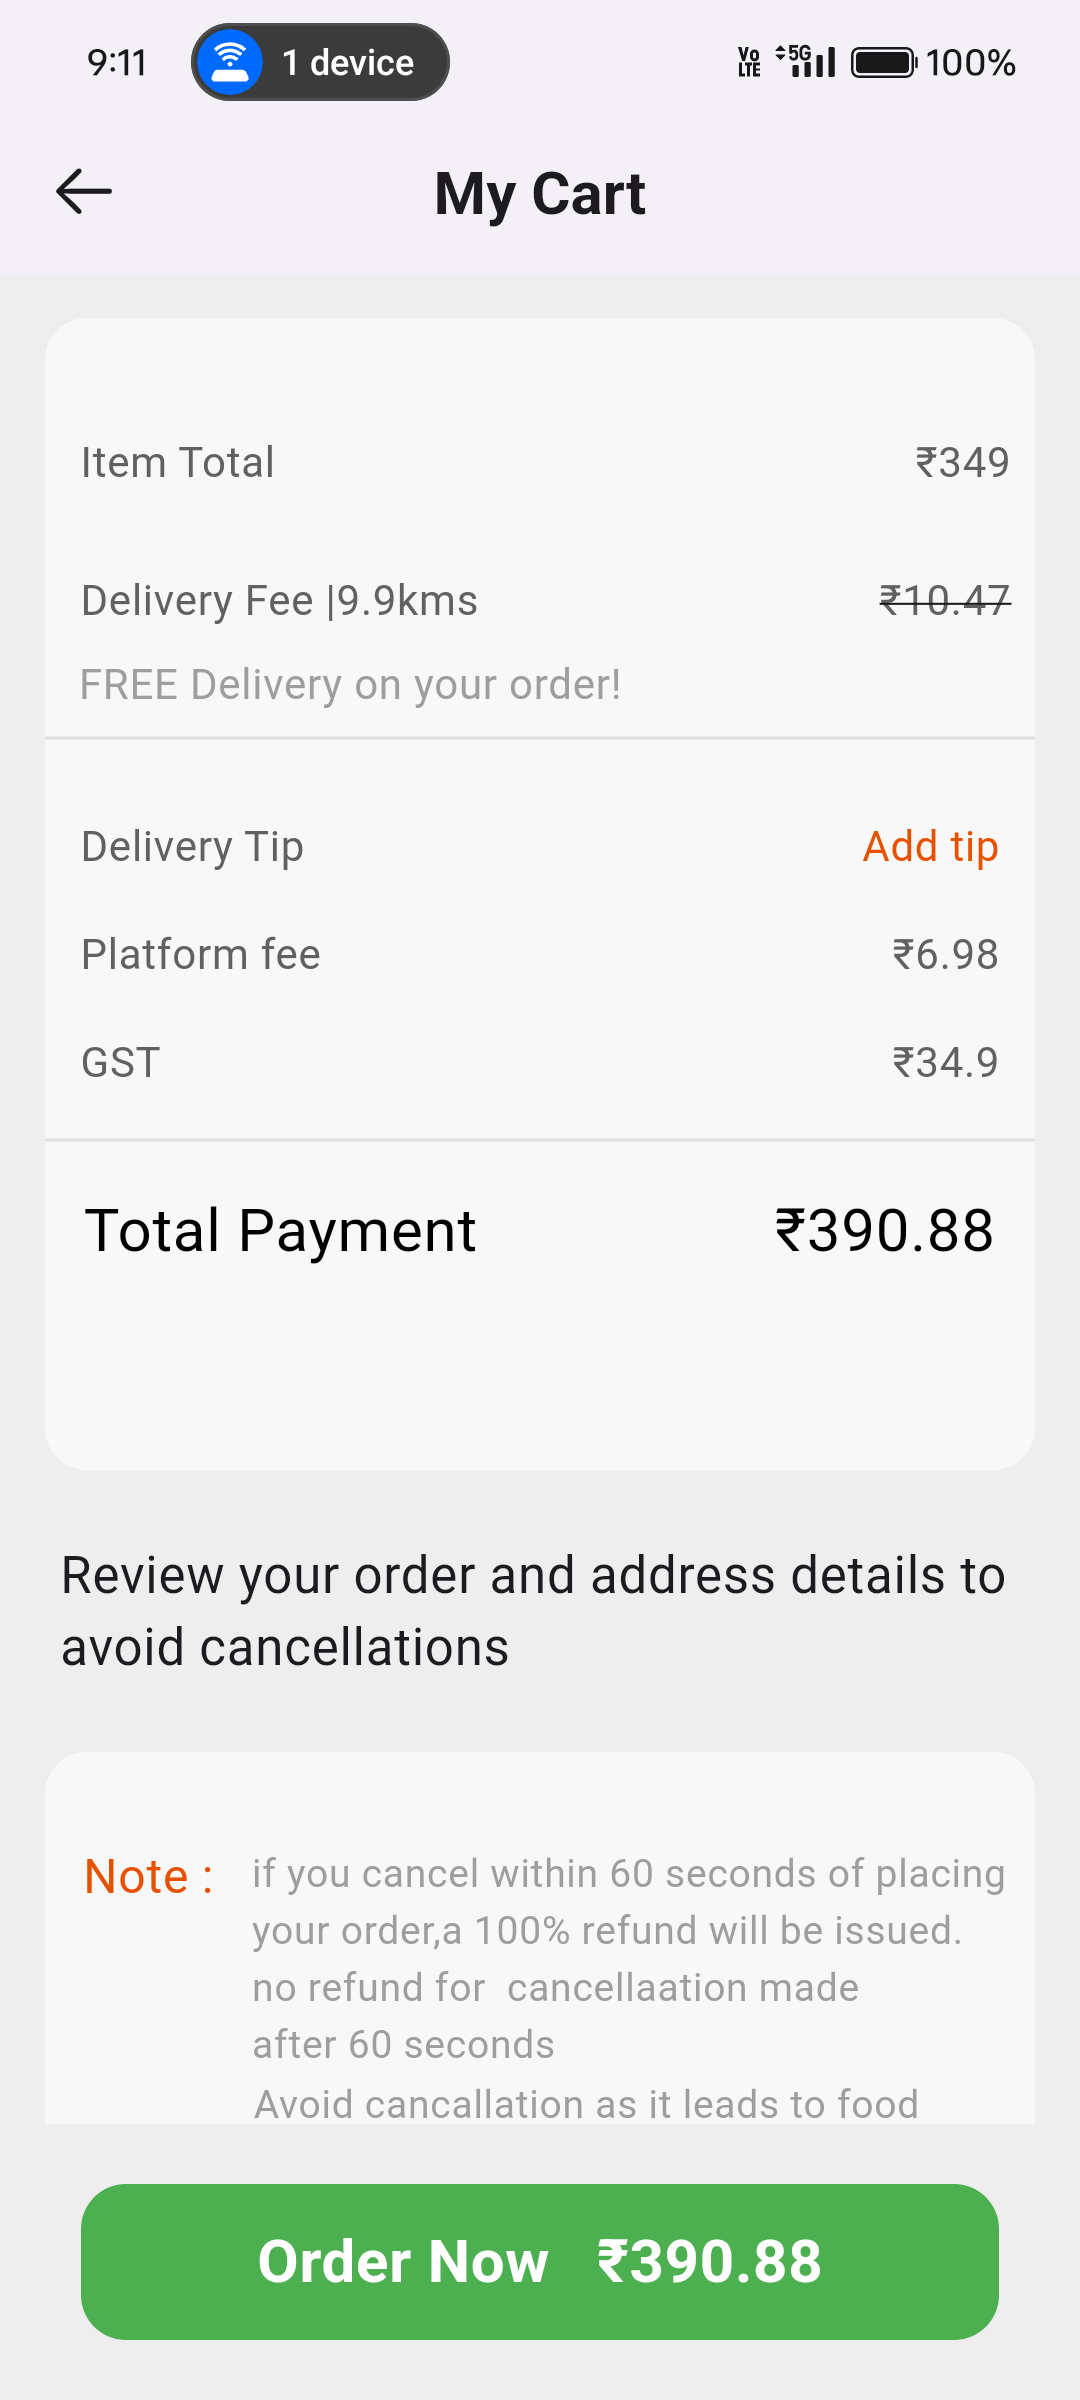 9:11
1 device
Vo LTE 5G 100%
My Cart
Item Total ₹349
Delivery Fee |9.9kms ₹10.47
FREE Delivery on your order!
Delivery Tip Add tip
Platform fee ₹6.98
GST ₹34.9
Total Payment ₹390.88
Review your order and address details to
avoid cancellations
Note : if you cancel within 60 seconds of placing
your order,a 100% refund will be issued.
no refund for  cancellaation made
after 60 seconds
Avoid cancallation as it leads to food
Order Now ₹390.88